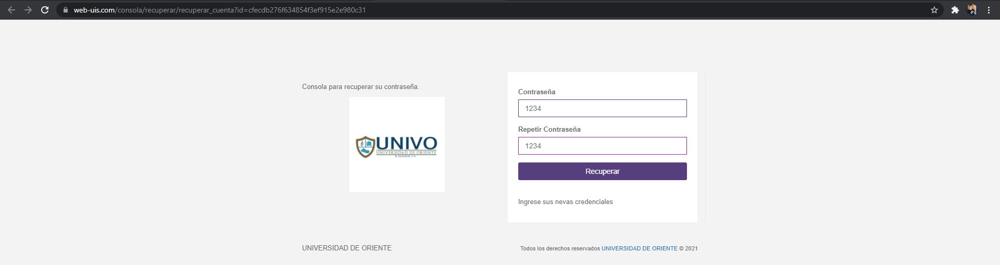 web-uis.com/consola/recuperar/recuperar_cuenta?id=cfecdb276f634854f3ef915e2e980c31
Consola para recuperar su contraseña.
UNIVO
UNIVERSIDAD DE ORIENTE
EL SALVADOR, C.A.
Contraseña
1234
Repetir Contraseña
1234
Recuperar
Ingrese sus nevas credenciales
UNIVERSIDAD DE ORIENTE
Todos los derechos reservados UNIVERSIDAD DE ORIENTE © 2021